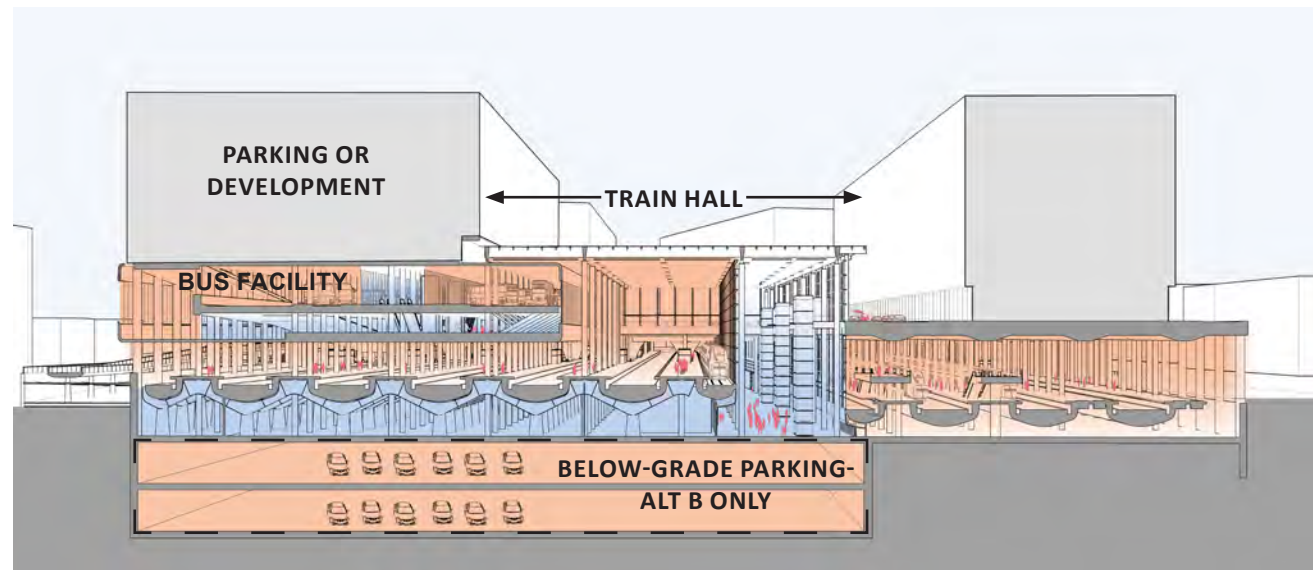 PARKING OR
DEVELOPMENT
TRAIN HALL
BUS FACILITY
BELOW-GRADE PARKING-
ALT B ONLY